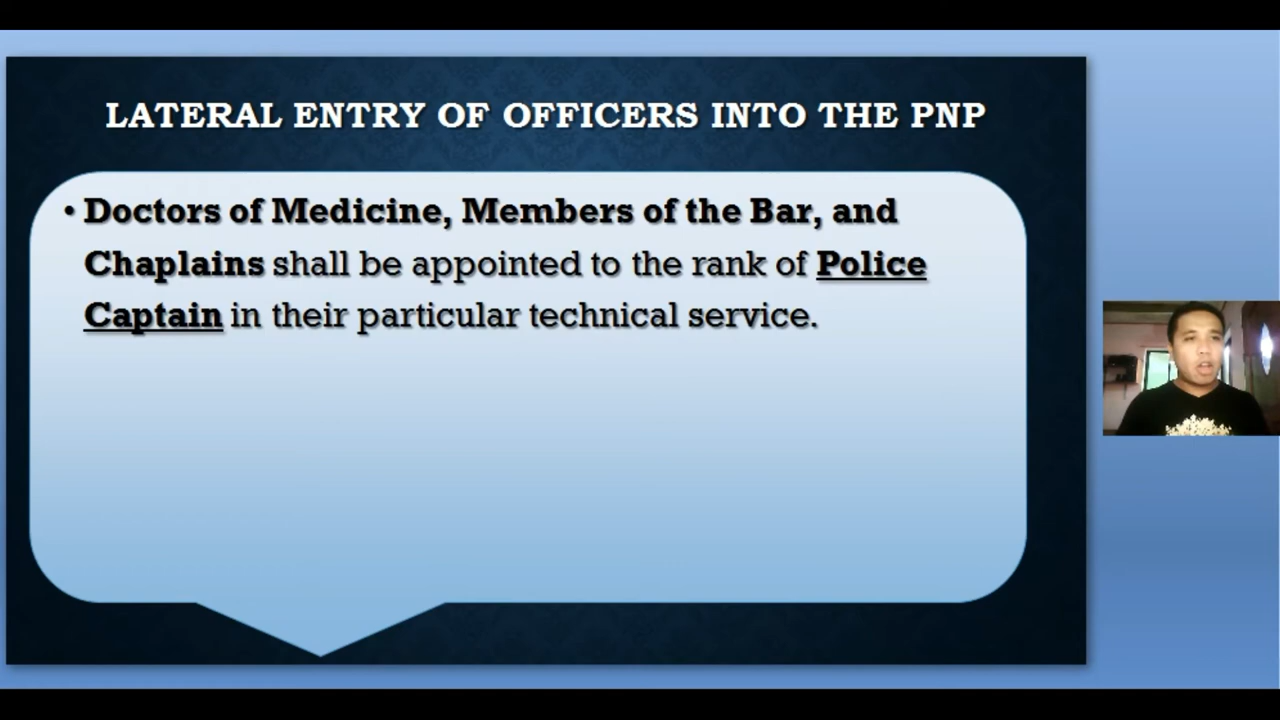 LATERAL ENTRY OF OFFICERS INTO THE PNP
• Doctors of Medicine, Members of the Bar, and
Chaplains shall be appointed to the rank of Police
Captain in their particular technical service.